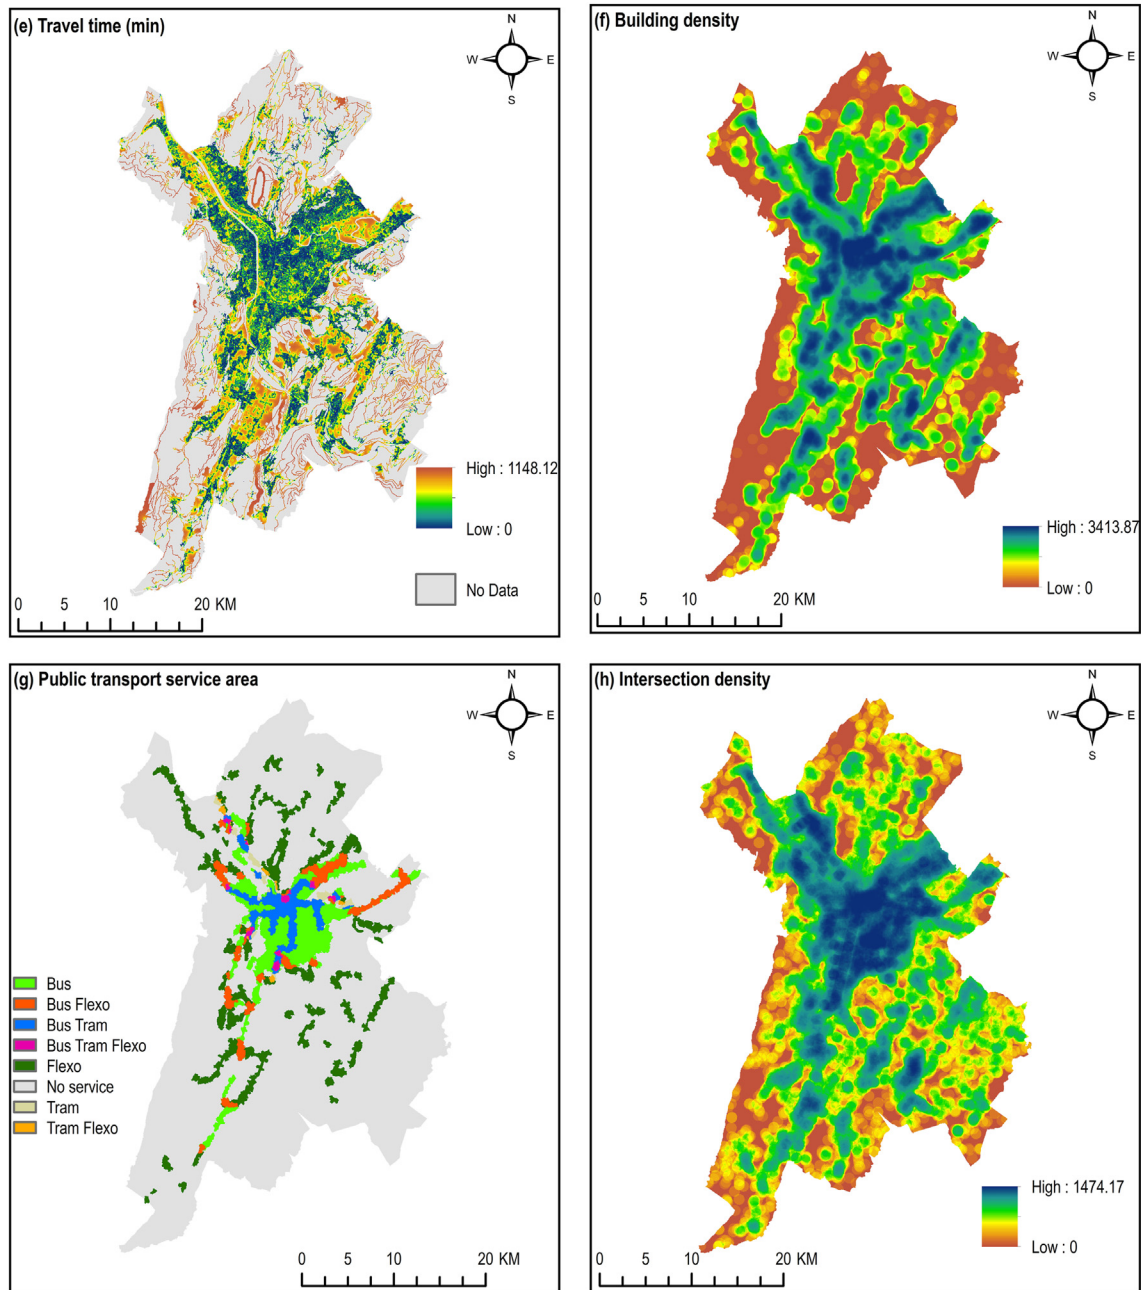 (e) Travel time (min)
N
W
E
S
High : 1148.12
Low : 0
No Data
0 5 10 20 KM
(f) Building density
N
W
E
S
High : 3413.87
Low : 0
0 5 10 20 KM
(g) Public transport service area
N
W
E
S
Bus
Bus Flexo
Bus Tram
Bus Tram Flexo
Flexo
No service
Tram
Tram Flexo
0 5 10 20 KM
(h) Intersection density
N
W
E
S
High : 1474.17
Low : 0
0 5 10 20 KM